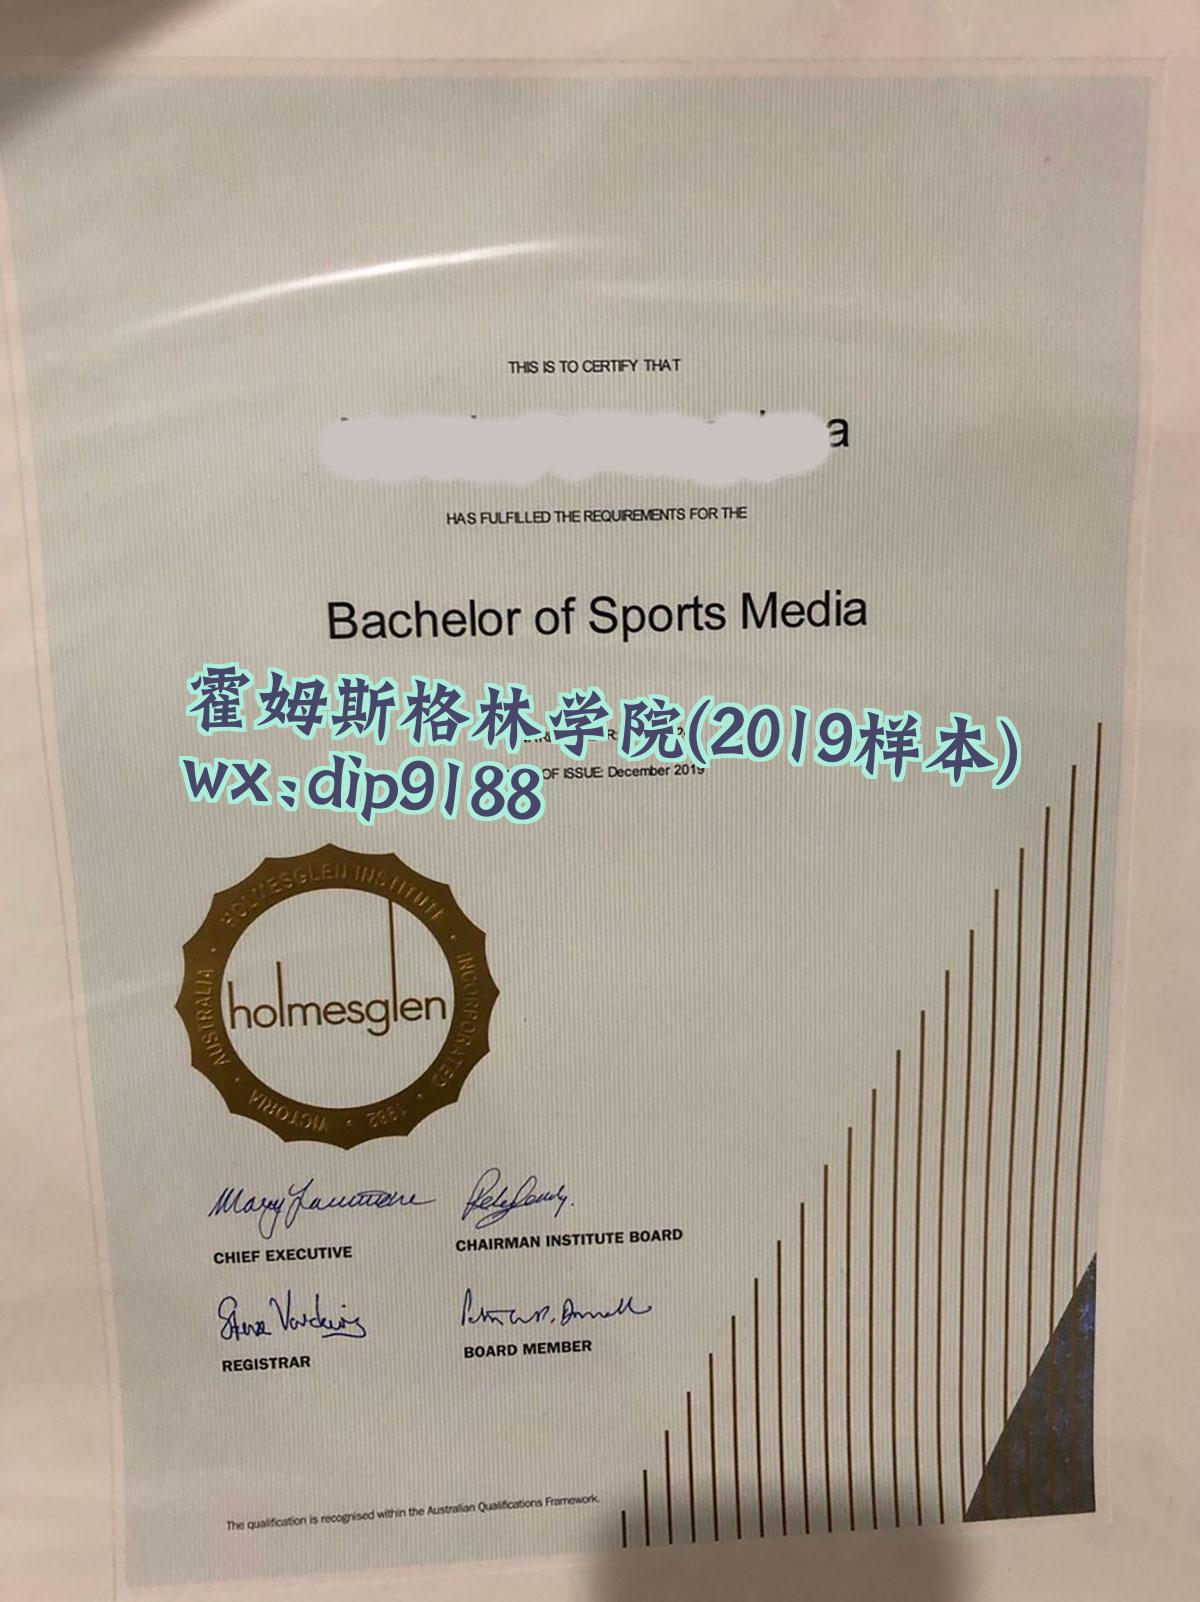 THIS IS TO CERTIFY THAT
a
HAS FULFILLED THE REQUIREMENTS FOR THE
Bachelor of Sports Media
霍姆斯格林学院(2019样本)
wx:dip9188
OF ISSUE: December 2019
HOLMESGLEN INSTITUTE · INCORPORATED · 1982 · VICTORIA · AUSTRALIA ·
holmesglen
CHIEF EXECUTIVE
CHAIRMAN INSTITUTE BOARD
REGISTRAR
BOARD MEMBER
The qualification is recognised within the Australian Qualifications Framework.